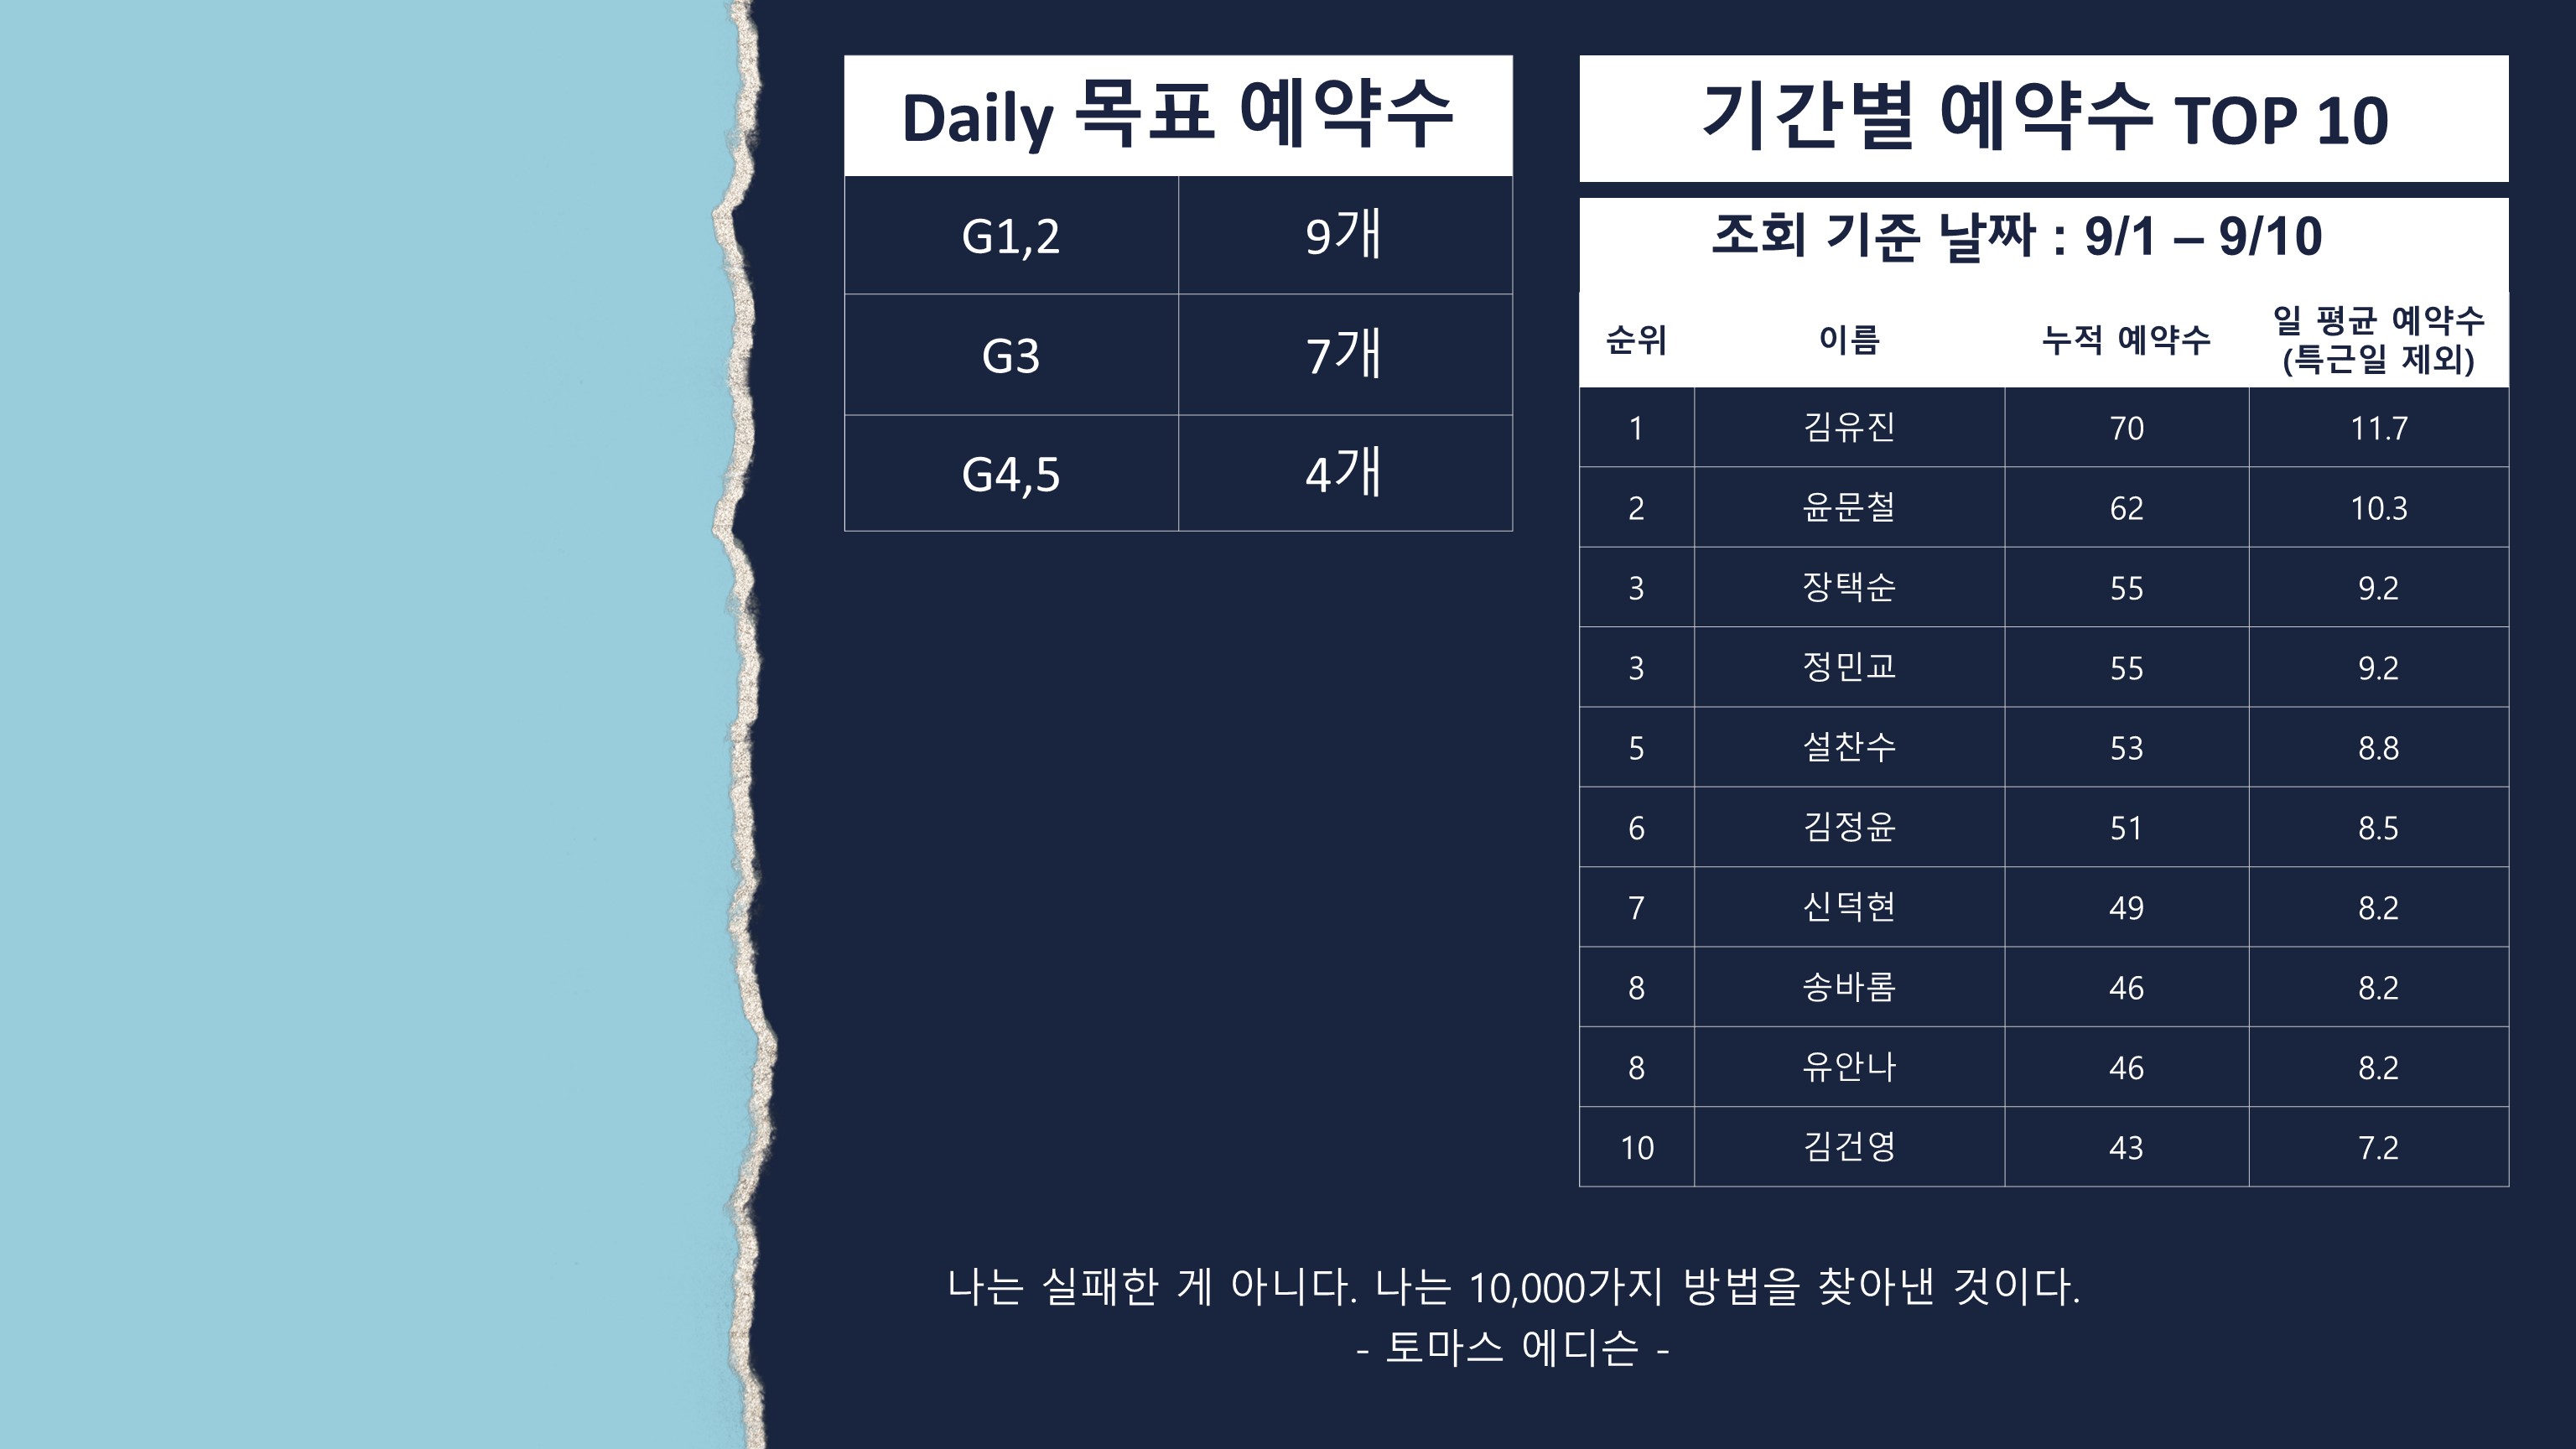 Daily 목표 예약수
G1,2 9개
G3 7개
G4,5 4개
기간별 예약수 TOP 10
조회 기준 날짜 : 9/1 – 9/10
순위 이름 누적 예약수 일 평균 예약수
(특근일 제외)
1 김유진 70 11.7
2 윤문철 62 10.3
3 장택순 55 9.2
3 정민교 55 9.2
5 설찬수 53 8.8
6 김정윤 51 8.5
7 신덕현 49 8.2
8 송바롬 46 8.2
8 유안나 46 8.2
10 김건영 43 7.2
나는 실패한 게 아니다. 나는 10,000가지 방법을 찾아낸 것이다.
- 토마스 에디슨 -